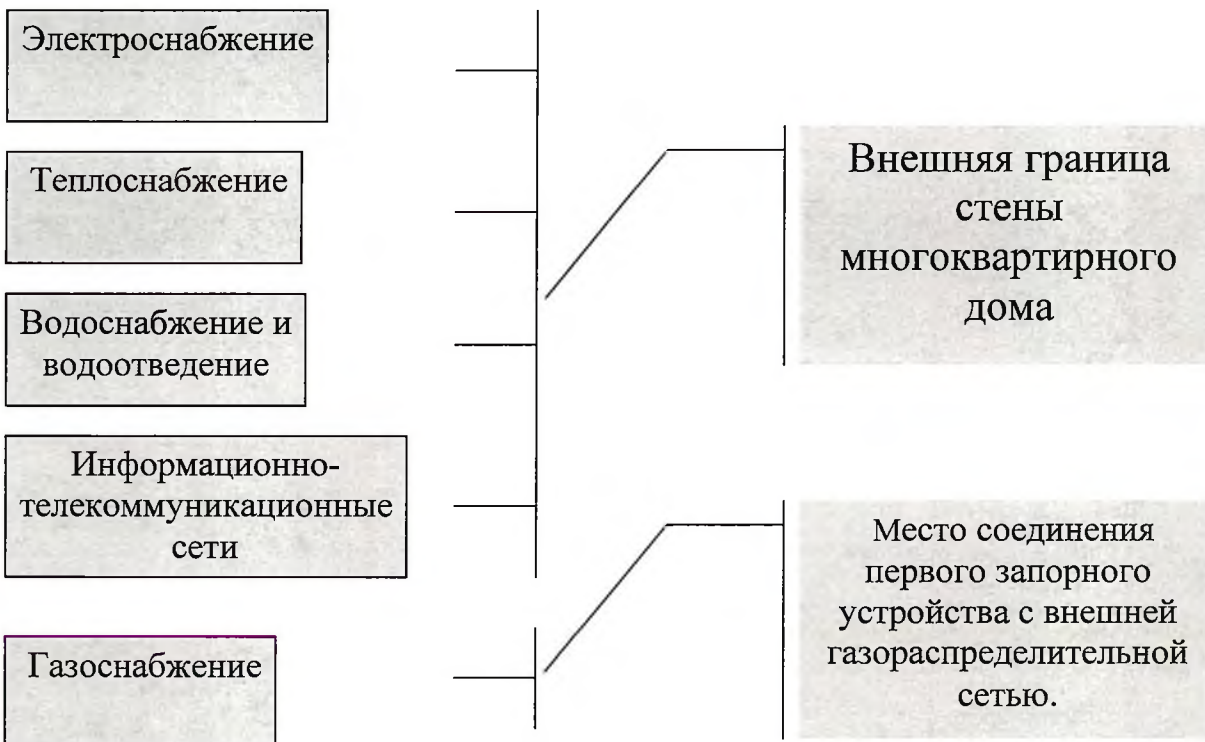 Электроснабжение
Теплоснабжение
Водоснабжение и
водоотведение
Информационно-
телекоммуникационные
сети
Газоснабжение
Внешняя граница
стены
многоквартирного
дома
Место соединения
первого запорного
устройства с внешней
газораспределительной
сетью.